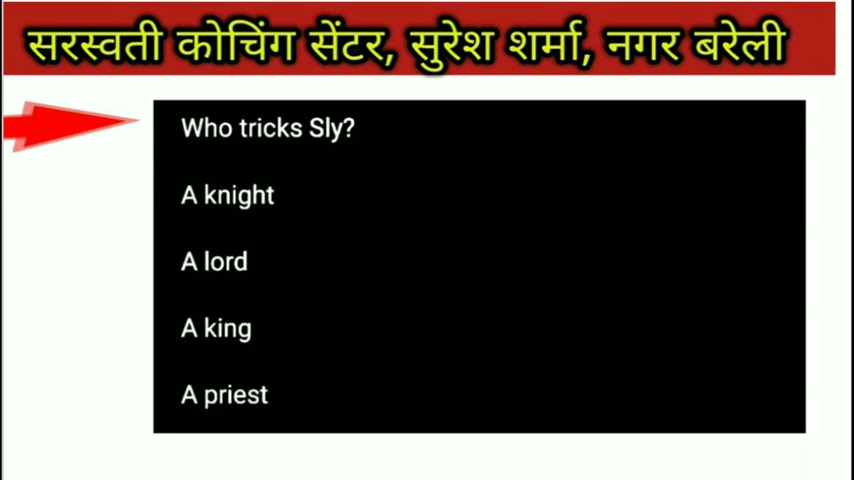 सरस्वती कोचिंग सेंटर, सुरेश शर्मा, नगर बरेली
Who tricks Sly?
A knight
A lord
A king
A priest